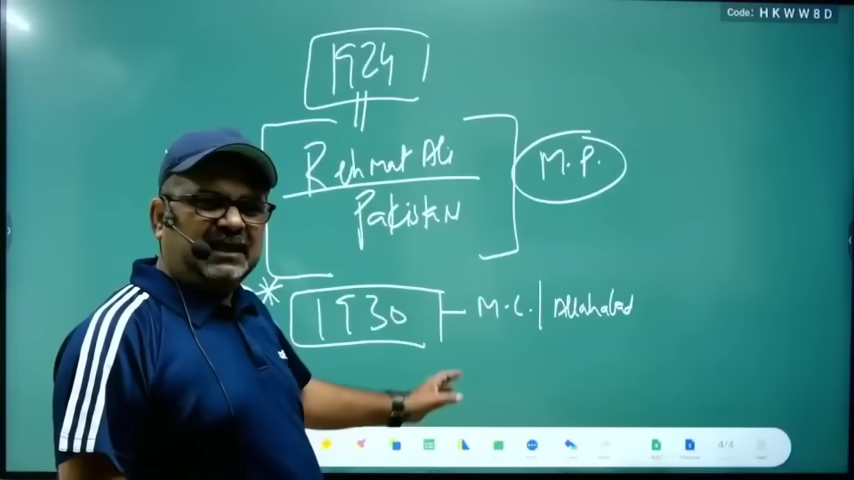 Code: HKWW8D
1924
Rehmat Ali
Pakistan
M.P.
* 1930 - M.C. | Allahabad
4/4